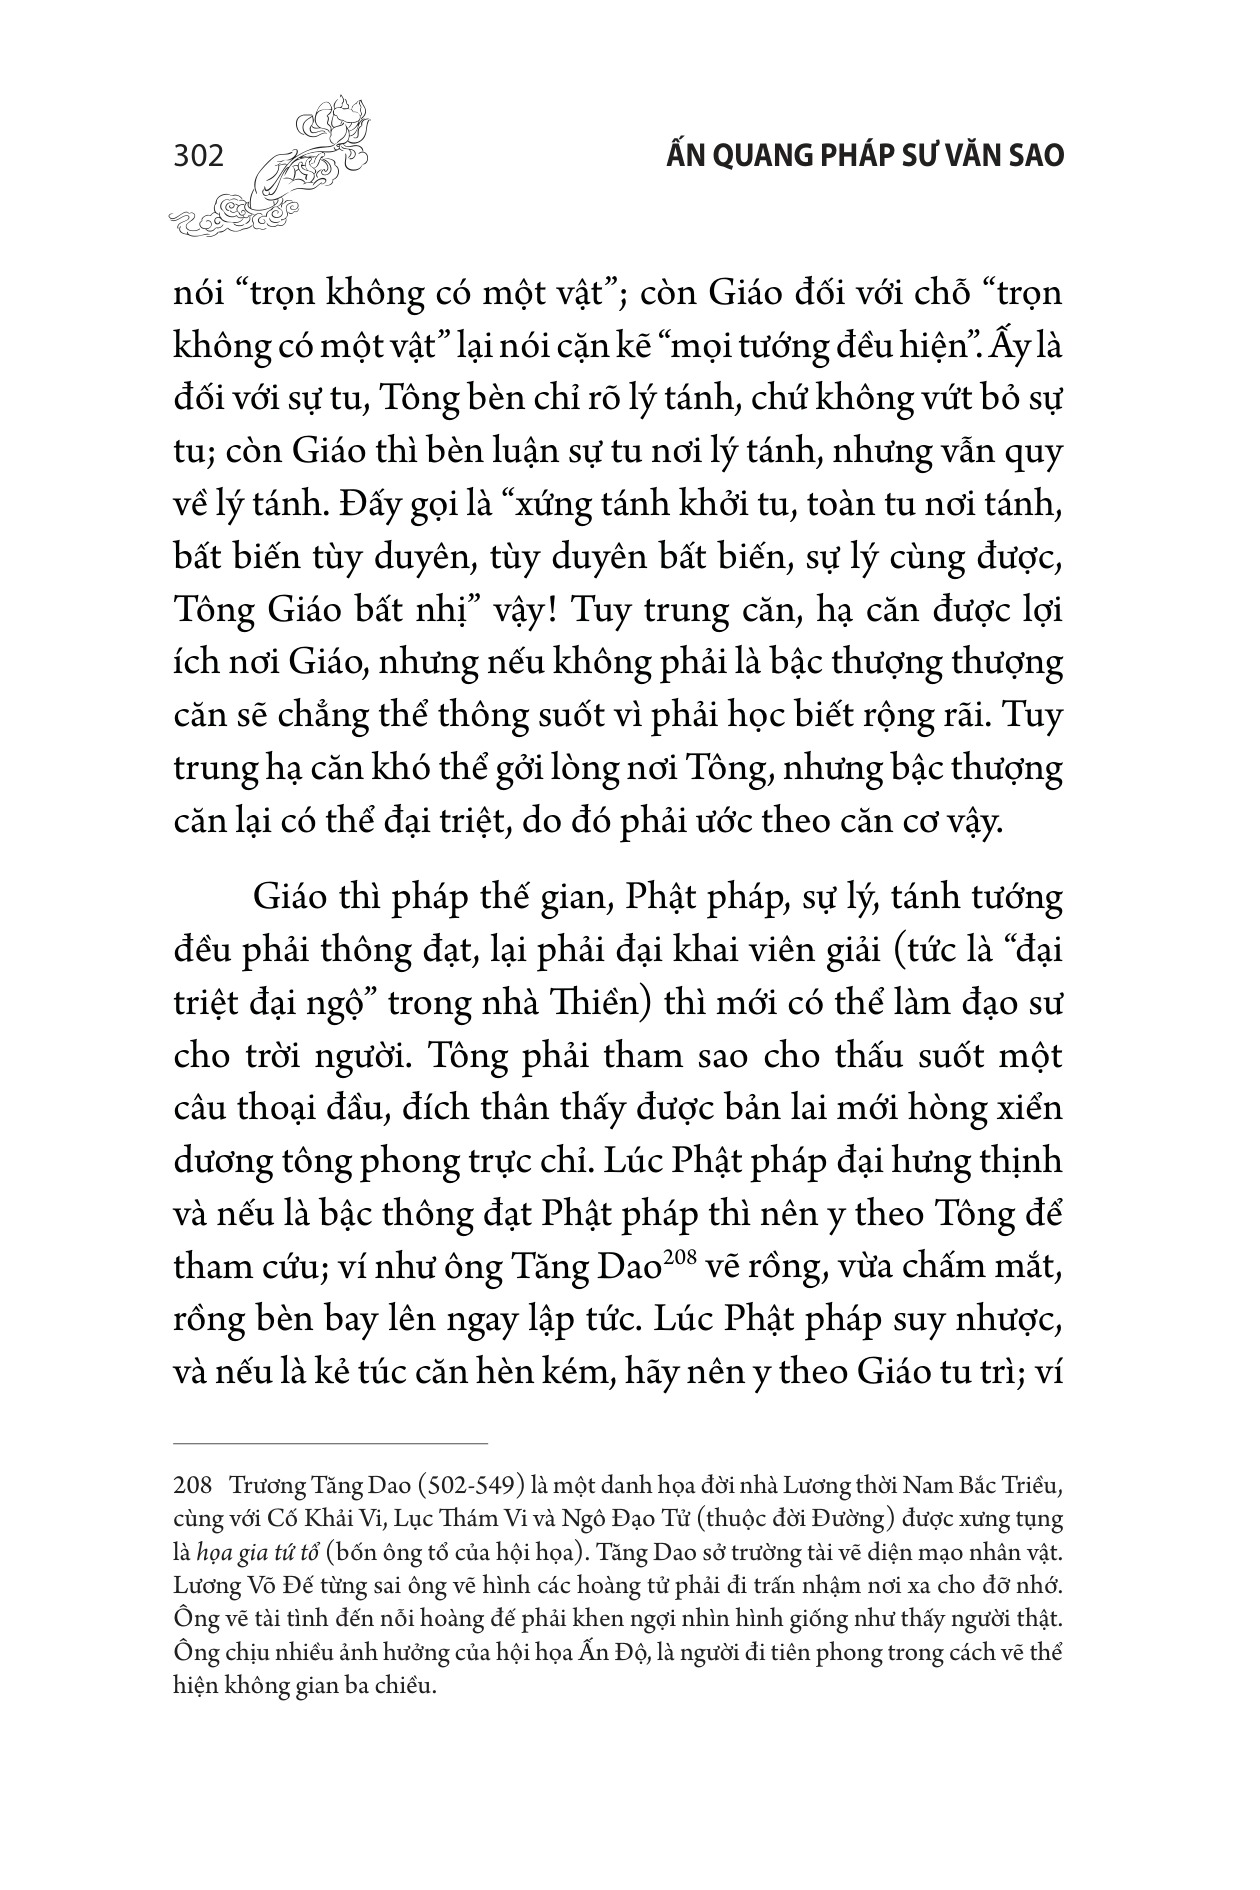 302
ẤN QUANG PHÁP SƯ VĂN SAO
nói “trọn không có một vật”; còn Giáo đối với chỗ “trọn
không có một vật” lại nói cặn kẽ “mọi tướng đều hiện”. Ấy là
đối với sự tu, Tông bèn chỉ rõ lý tánh, chứ không vứt bỏ sự
tu; còn Giáo thì bèn luận sự tu nơi lý tánh, nhưng vẫn quy
về lý tánh. Đấy gọi là “xứng tánh khởi tu, toàn tu nơi tánh,
bất biến tùy duyên, tùy duyên bất biến, sự lý cùng được,
Tông Giáo bất nhị” vậy! Tuy trung căn, hạ căn được lợi
ích nơi Giáo, nhưng nếu không phải là bậc thượng thượng
căn sẽ chẳng thể thông suốt vì phải học biết rộng rãi. Tuy
trung hạ căn khó thể gởi lòng nơi Tông, nhưng bậc thượng
căn lại có thể đại triệt, do đó phải ước theo căn cơ vậy.
Giáo thì pháp thế gian, Phật pháp, sự lý, tánh tướng
đều phải thông đạt, lại phải đại khai viên giải (tức là “đại
triệt đại ngộ” trong nhà Thiền) thì mới có thể làm đạo sư
cho trời người. Tông phải tham sao cho thấu suốt một
câu thoại đầu, đích thân thấy được bản lai mới hòng xiển
dương tông phong trực chỉ. Lúc Phật pháp đại hưng thịnh
và nếu là bậc thông đạt Phật pháp thì nên y theo Tông để
tham cứu; ví như ông Tăng Dao208 vẽ rồng, vừa chấm mắt,
rồng bèn bay lên ngay lập tức. Lúc Phật pháp suy nhược,
và nếu là kẻ túc căn hèn kém, hãy nên y theo Giáo tu trì; ví
208 Trương Tăng Dao (502-549) là một danh họa đời nhà Lương thời Nam Bắc Triều,
cùng với Cố Khải Vi, Lục Thám Vi và Ngô Đạo Tử (thuộc đời Đường) được xưng tụng
là họa gia tứ tổ (bốn ông tổ của hội họa). Tăng Dao sở trường tài vẽ diện mạo nhân vật.
Lương Võ Đế từng sai ông vẽ hình các hoàng tử phải đi trấn nhậm nơi xa cho đỡ nhớ.
Ông vẽ tài tình đến nỗi hoàng đế phải khen ngợi nhìn hình giống như thấy người thật.
Ông chịu nhiều ảnh hưởng của hội họa Ấn Độ, là người đi tiên phong trong cách vẽ thể
hiện không gian ba chiều.